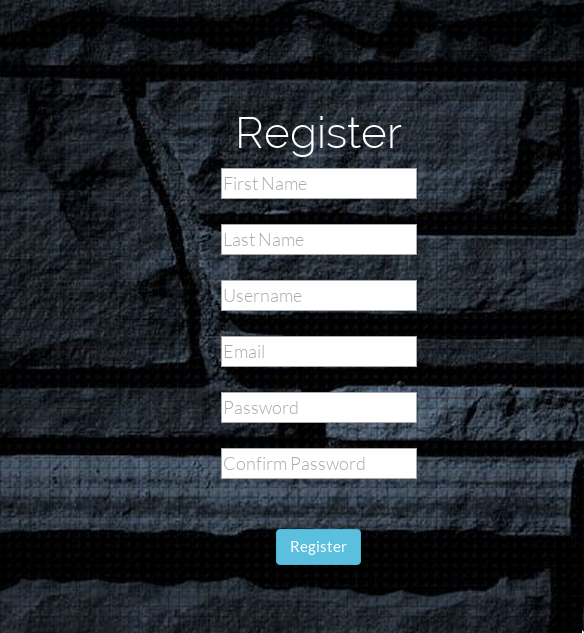 Register
First Name
Last Name
Username
Email
Password
Confirm Password
Register